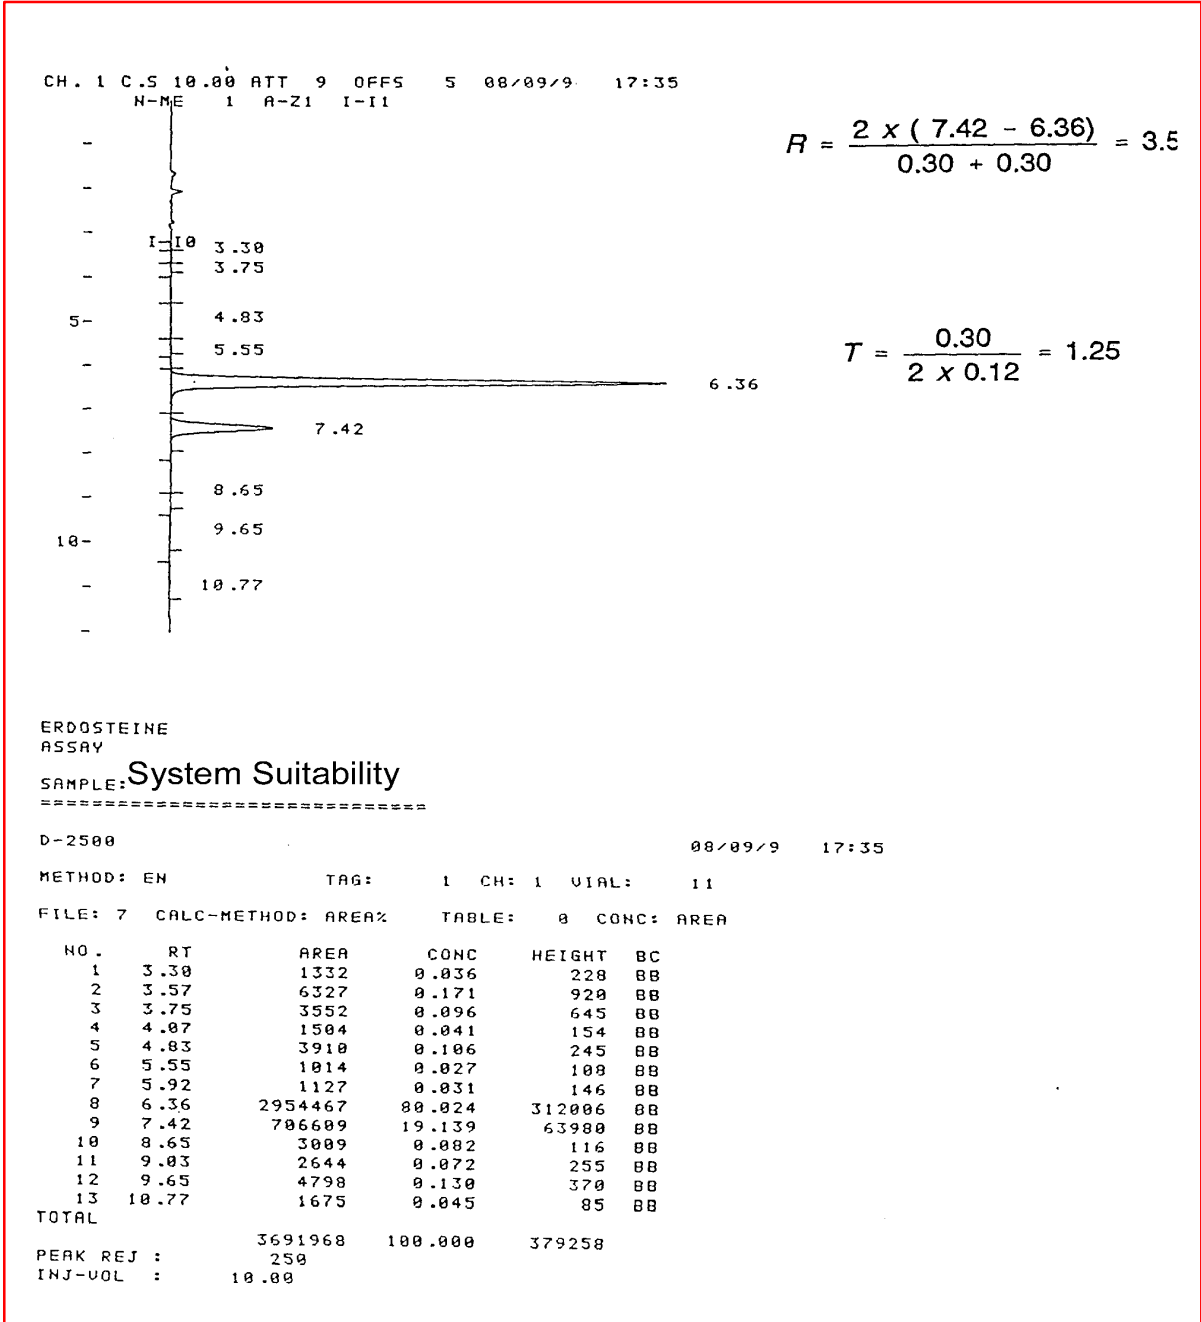 CH. 1 C.S 10.00 ATT 9 OFFS 5 08/09/9 17:35
N-ME 1 A-Z1 I-I1
R = 2 x ( 7.42 - 6.36) / 0.30 + 0.30 = 3.5
I-I0 3.30
3.75
5- 4.83
5.55
T = 0.30 / 2 x 0.12 = 1.25
6.36
7.42
8.65
9.65
10-
10.77
ERDOSTEINE
ASSAY
SAMPLE:System Suitability
==============================
D-2500 08/09/9 17:35
METHOD: EN TAG: 1 CH: 1 VIAL: 11
FILE: 7 CALC-METHOD: AREA% TABLE: 0 CONC: AREA
NO. RT AREA CONC HEIGHT BC
1 3.30 1332 0.036 228 BB
2 3.57 6327 0.171 920 BB
3 3.75 3552 0.096 645 BB
4 4.07 1504 0.041 154 BB
5 4.83 3910 0.106 245 BB
6 5.55 1014 0.027 108 BB
7 5.92 1127 0.031 146 BB
8 6.36 2954467 80.024 312006 BB
9 7.42 706609 19.139 63980 BB
10 8.65 3009 0.082 116 BB
11 9.03 2644 0.072 255 BB
12 9.65 4798 0.130 370 BB
13 10.77 1675 0.045 85 BB
TOTAL
3691968 100.000 379258
PEAK REJ : 250
INJ-VOL : 10.00